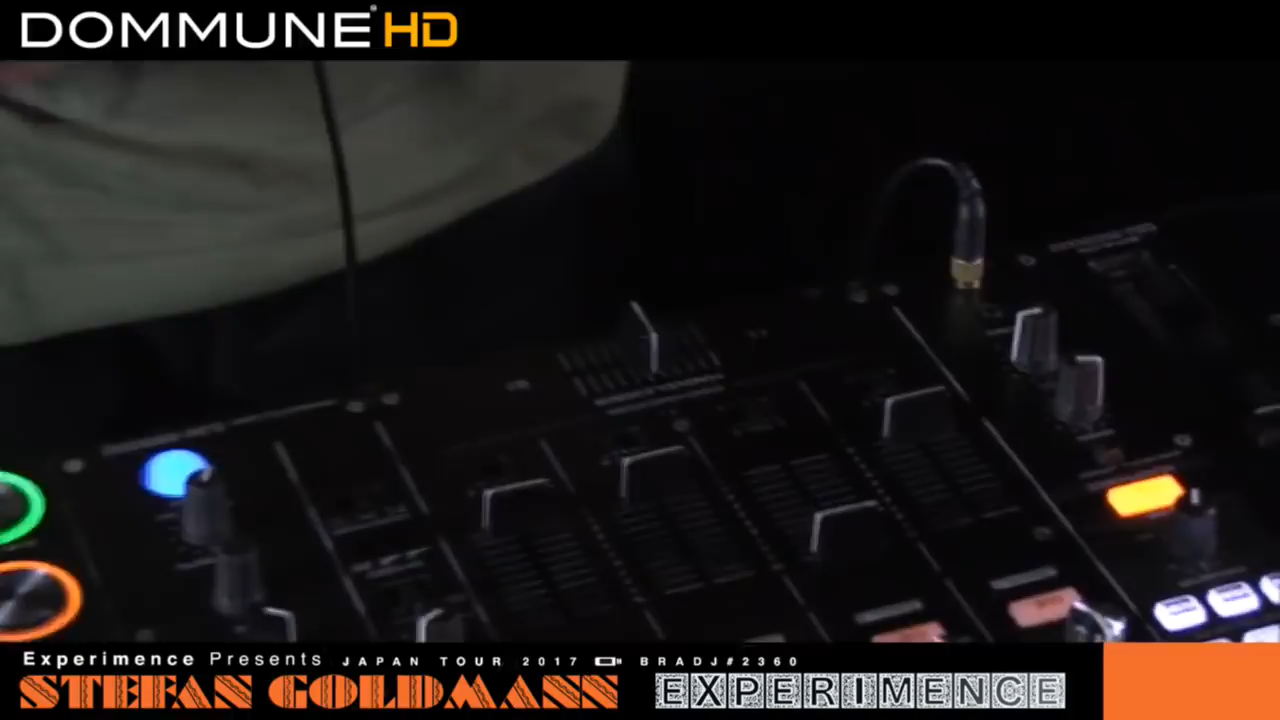 DOMMUNE HD
Experimence Presents JAPAN TOUR 2017 BRADJ#2360
STEFAN GOLDMANN EXPERIMENCE